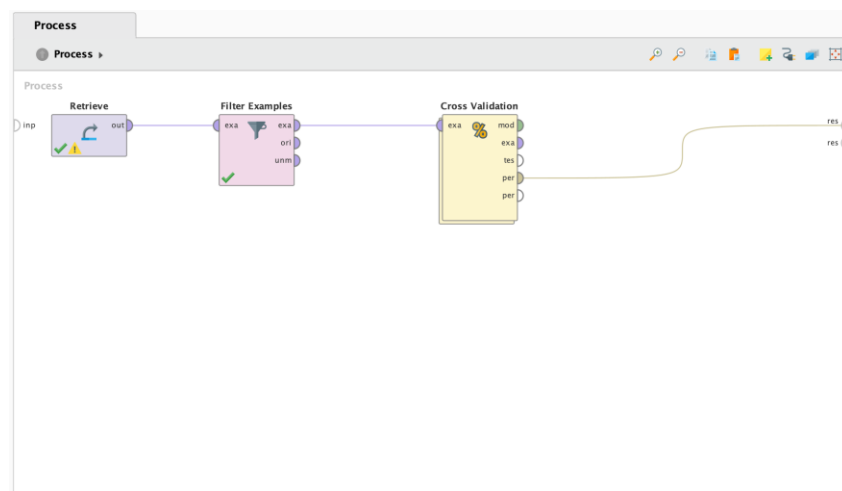 Process
Process
Process
Retrieve
Filter Examples
Cross Validation
inp
out
exa
exa
ori
unm
exa
mod
exa
tes
per
per
res
res